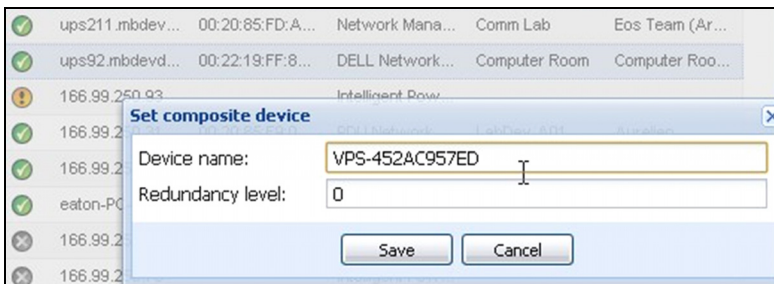 ups211.mbdev... 00:20:85:FD:A... Network Mana... Comm Lab Eos Team (Ar...
ups92.mbdevd... 00:22:19:FF:8... DELL Network... Computer Room Computer Roo...
166.99.250.93 Intelligent Pow...
Set composite device
166.99.2
Device name: VPS-452AC957ED
166.99.2
Redundancy level: 0
eaton-PC
166.99.2
Save Cancel
166.99.2